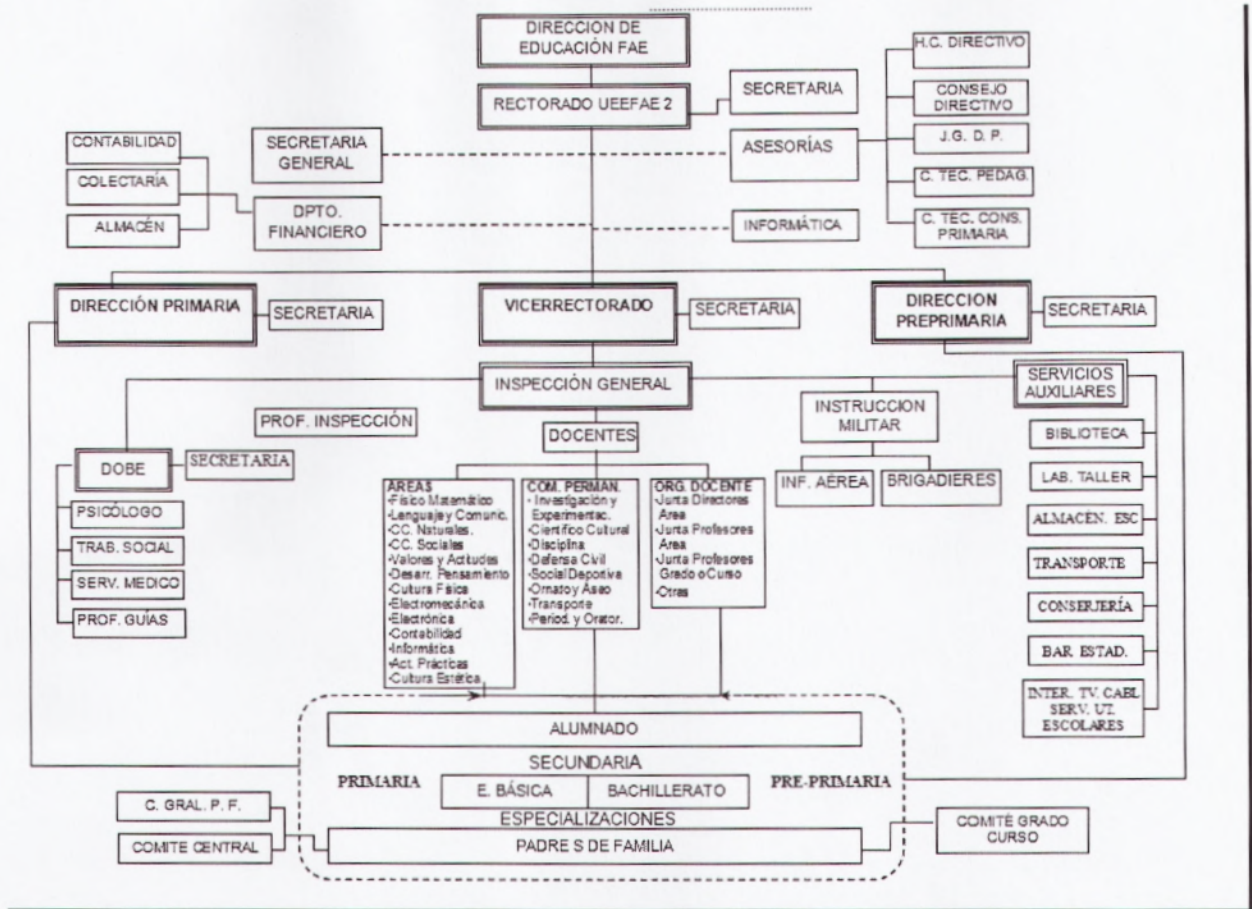 DIRECCION DE
EDUCACIÓN FAE
RECTORADO UEEFAE 2
SECRETARIA
H.C. DIRECTIVO
CONSEJO
DIRECTIVO
J.G. D. P.
C. TEC. PEDAG.
C. TEC. CONS.
PRIMARIA
CONTABILIDAD
COLECTARÍA
ALMACÉN
SECRETARIA
GENERAL
ASESORÍAS
DPTO.
FINANCIERO
INFORMÁTICA
DIRECCIÓN PRIMARIA
SECRETARIA
VICERRECTORADO
SECRETARIA
DIRECCION
PREPRIMARIA
SECRETARIA
INSPECCIÓN GENERAL
SERVICIOS
AUXILIARES
PROF. INSPECCIÓN
DOCENTES
INSTRUCCION
MILITAR
INF. AÉREA
BRIGADIERES
DOBE
SECRETARIA
PSICÓLOGO
TRAB. SOCIAL
SERV. MEDICO
PROF. GUÍAS
ÁREAS
•Físico Matemático
•Lenguaje y Comunic.
•CC. Naturales.
•CC. Sociales
•Valores y Actitudes
•Desarr. Pensamiento
•Cultura Física
•Electromecánica
•Electrónica
•Contabilidad
•Informática
•Act. Prácticas
•Cultura Estética
COM. PERMAN.
• Investigación y
Experimentac.
•Científico Cultural
•Disciplina
•Defensa Civil
•Social Deportiva
•Ornato y Aseo
•Transporte
•Period. y Orator.
ORG. DOCENTE
•Junta Directores
Area
•Junta Profesores
Area
•Junta Profesores
Grado o Curso
•Otras
BIBLIOTECA
LAB. TALLER
ALMACÉN. ESC
TRANSPORTE
CONSERJERÍA
BAR. ESTAD.
INTER. TV. CABL
SERV. UT.
ESCOLARES
ALUMNADO
SECUNDARIA
PRIMARIA
E. BÁSICA
BACHILLERATO
PRE-PRIMARIA
ESPECIALIZACIONES
PADRE S DE FAMILIA
C. GRAL. P. F.
COMITE CENTRAL
COMITÉ GRADO
CURSO